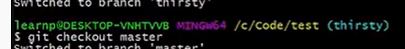 Switched to branch 'thirsty'
learnp@DESKTOP-VNHTVVB MINGW64 /c/Code/test (thirsty)
$ git checkout master
Switched to branch 'master'